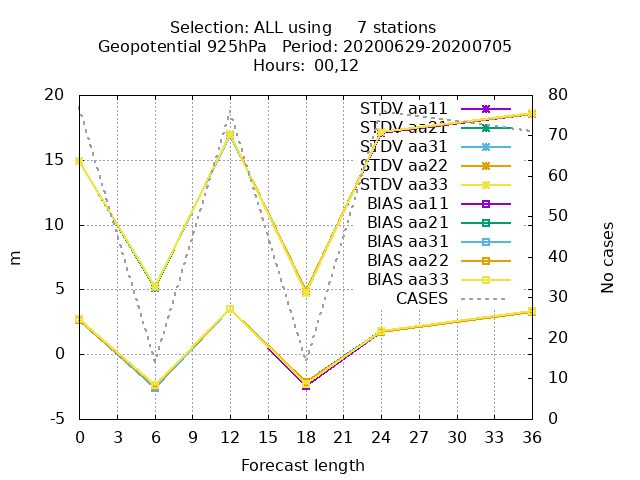 Selection: ALL using 7 stations
Geopotential 925hPa Period: 20200629-20200705
Hours: 00,12
20
15
10
5
0
-5
m
80
70
60
50
40
30
20
10
0
No cases
STDV aa11
STDV aa21
STDV aa31
STDV aa22
STDV aa33
BIAS aa11
BIAS aa21
BIAS aa31
BIAS aa22
BIAS aa33
CASES
0 3 6 9 12 15 18 21 24 27 30 33 36
Forecast length